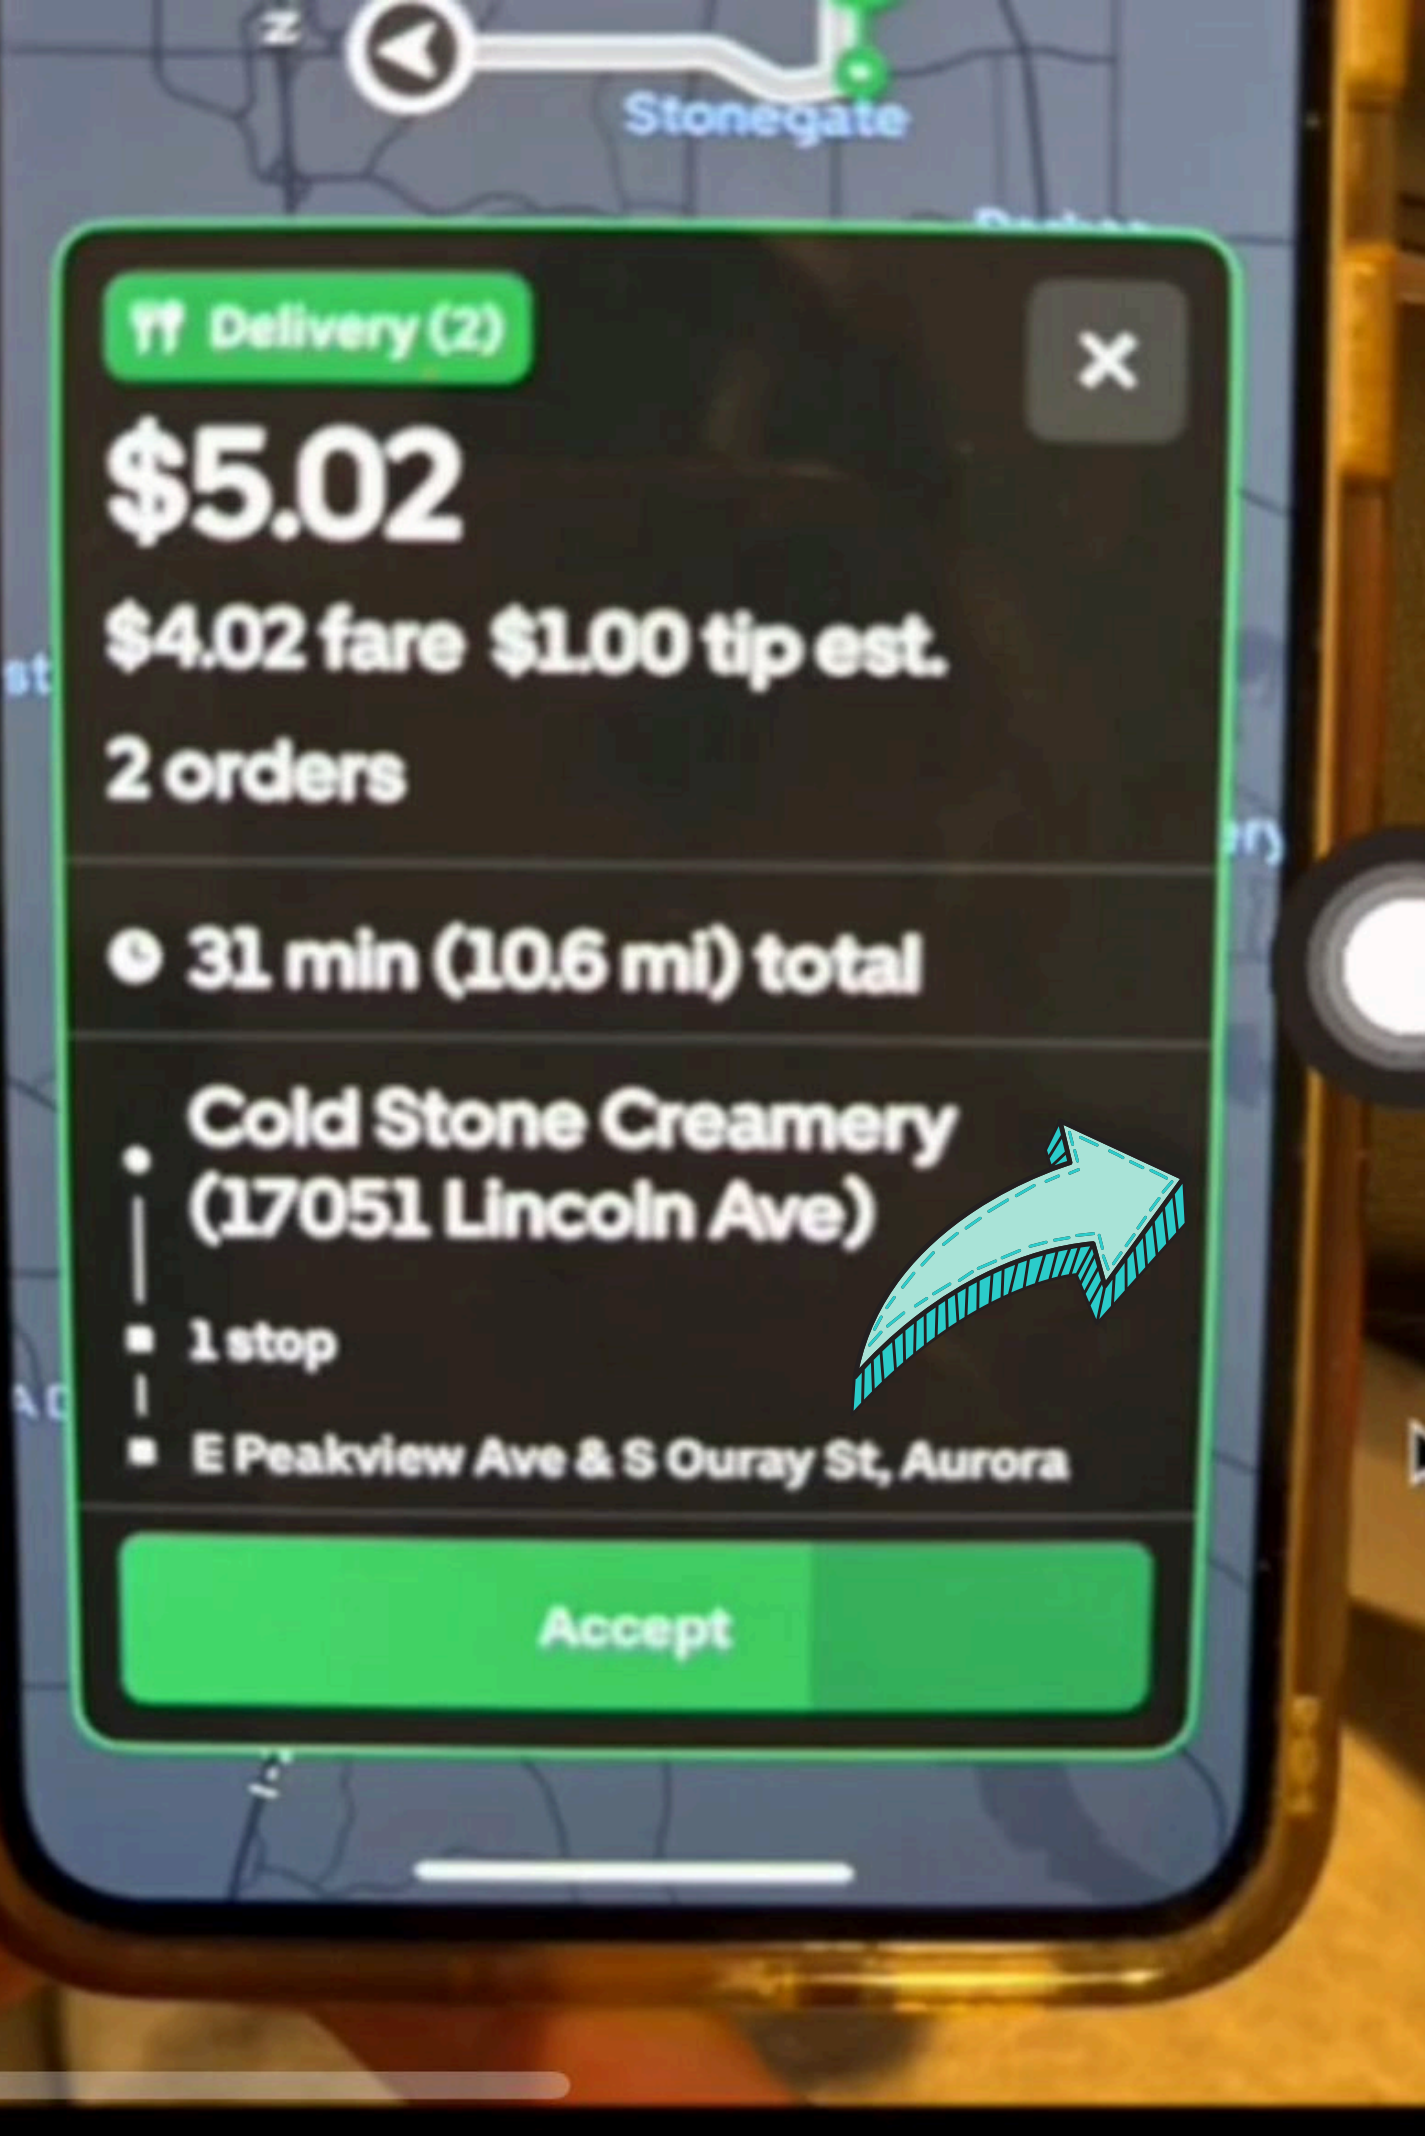 Stonegate
Delivery (2)
$5.02
$4.02 fare $1.00 tip est.
2 orders
31 min (10.6 mi) total
Cold Stone Creamery
(17051 Lincoln Ave)
1 stop
E Peakview Ave & S Ouray St, Aurora
Accept